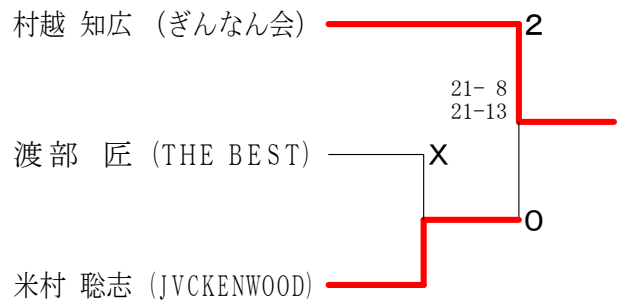 村越 知広 (ぎんなん会)
2
21- 8
21-13
渡部 匠 (THE BEST)
X
0
米村 聡志 (JVCKENWOOD)